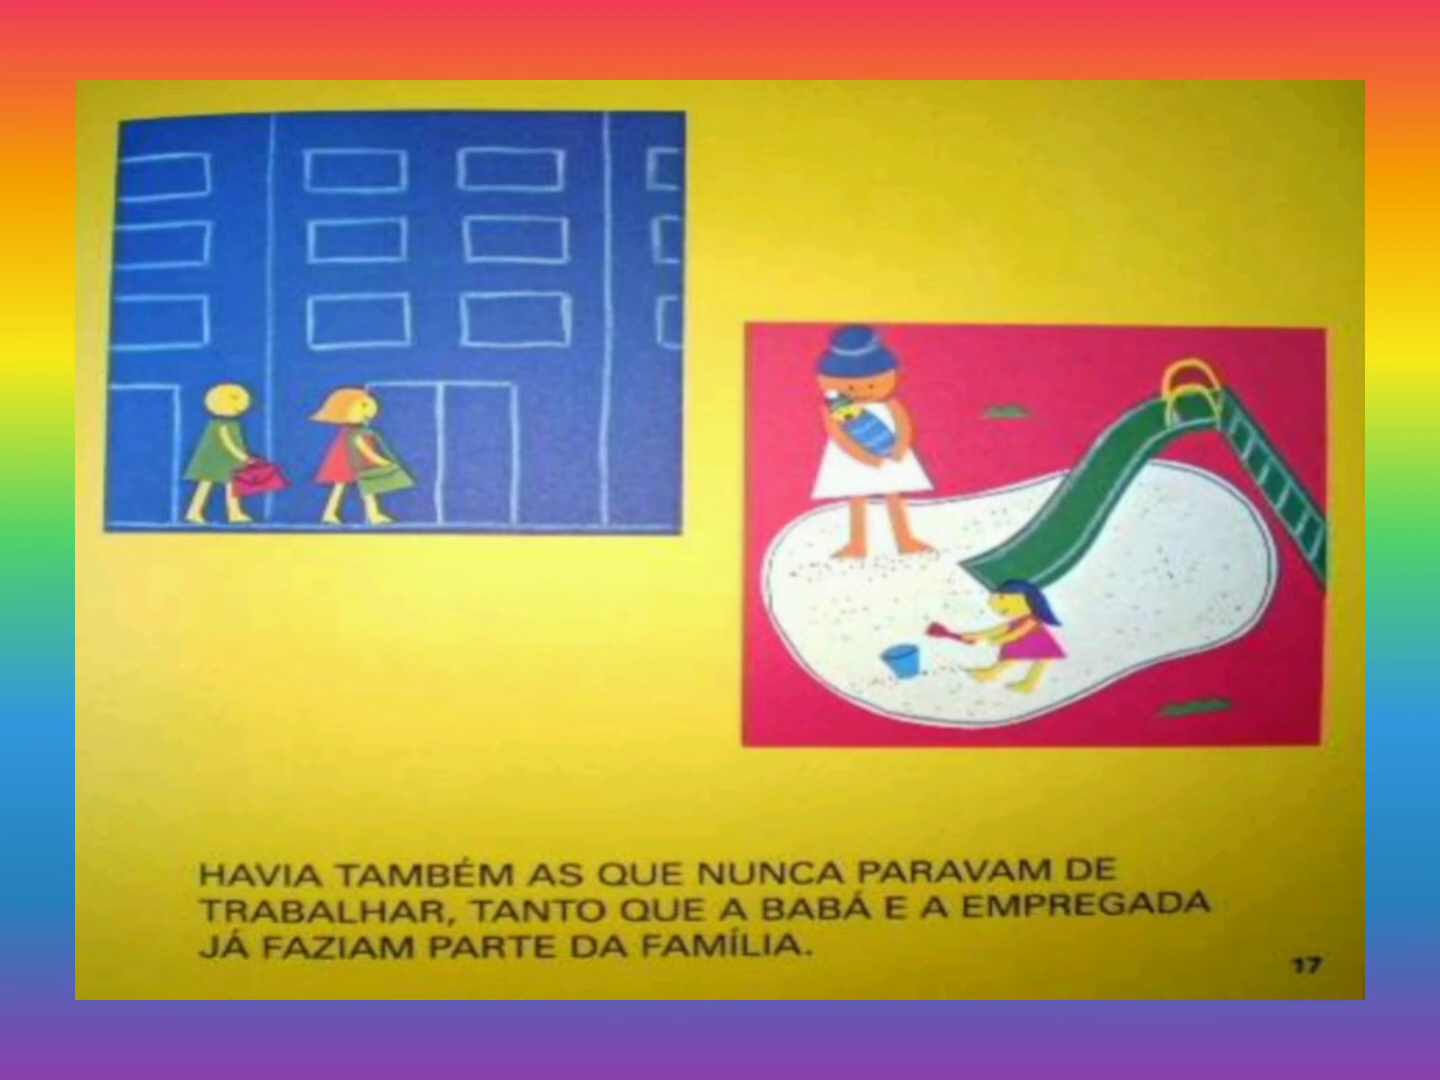 HAVIA TAMBÉM AS QUE NUNCA PARAVAM DE
TRABALHAR, TANTO QUE A BABÁ E A EMPREGADA
JÁ FAZIAM PARTE DA FAMÍLIA.
17